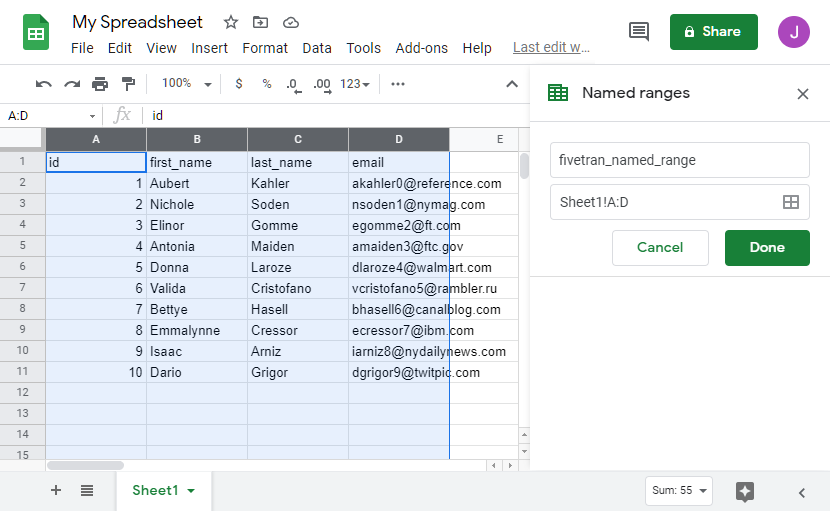 My Spreadsheet
File Edit View Insert Format Data Tools Add-ons Help Last edit w...
Share
J
100% $ % .0 .00 123
A:D fx id
A B C D E
1 id first_name last_name email
2 1 Aubert Kahler akahler0@reference.com
3 2 Nichole Soden nsoden1@nymag.com
4 3 Elinor Gomme egomme2@ft.com
5 4 Antonia Maiden amaiden3@ftc.gov
6 5 Donna Laroze dlaroze4@walmart.com
7 6 Valida Cristofano vcristofano5@rambler.ru
8 7 Bettye Hasell bhasell6@canalblog.com
9 8 Emmalynne Cressor ecressor7@ibm.com
10 9 Isaac Arniz iarniz8@nydailynews.com
11 10 Dario Grigor dgrigor9@twitpic.com
12
13
14
15
Named ranges
fivetran_named_range
Sheet1!A:D
Cancel Done
Sheet1
Sum: 55